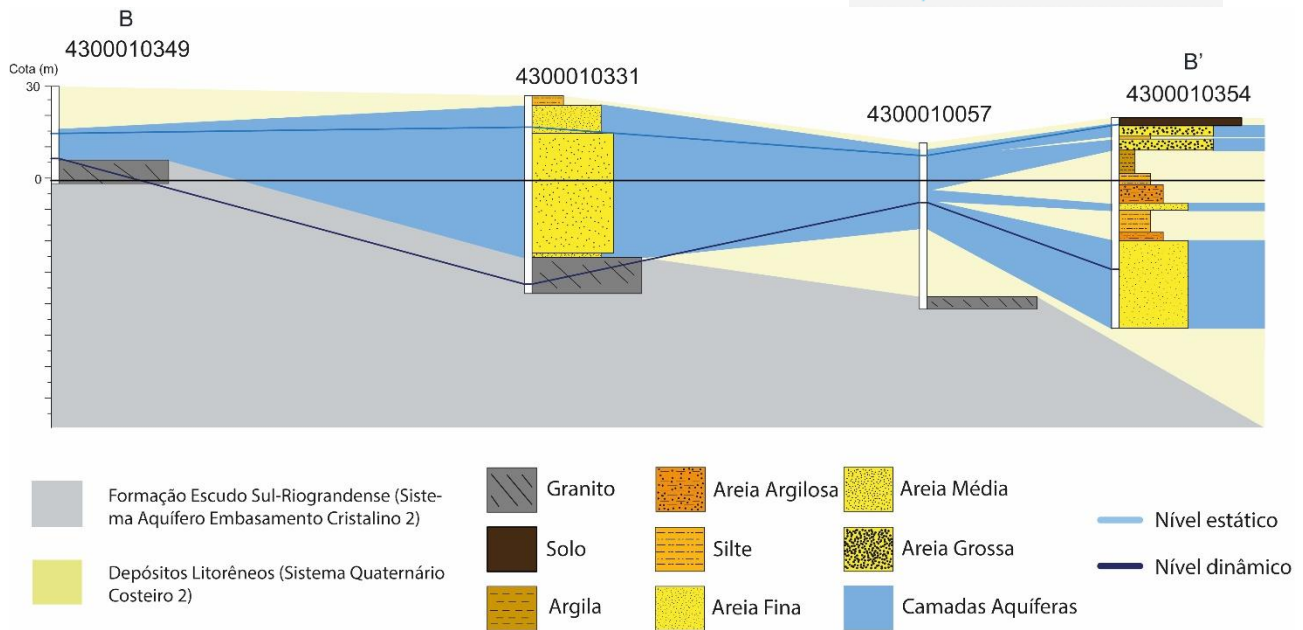 B
4300010349
Cota (m)
30
0
4300010331
4300010057
B'
4300010354
Formação Escudo Sul-Riograndense (Siste-
ma Aquífero Embasamento Cristalino 2)
Depósitos Litorêneos (Sistema Quaternário
Costeiro 2)
Granito
Solo
Argila
Areia Argilosa
Silte
Areia Fina
Areia Média
Areia Grossa
Camadas Aquíferas
Nível estático
Nível dinâmico